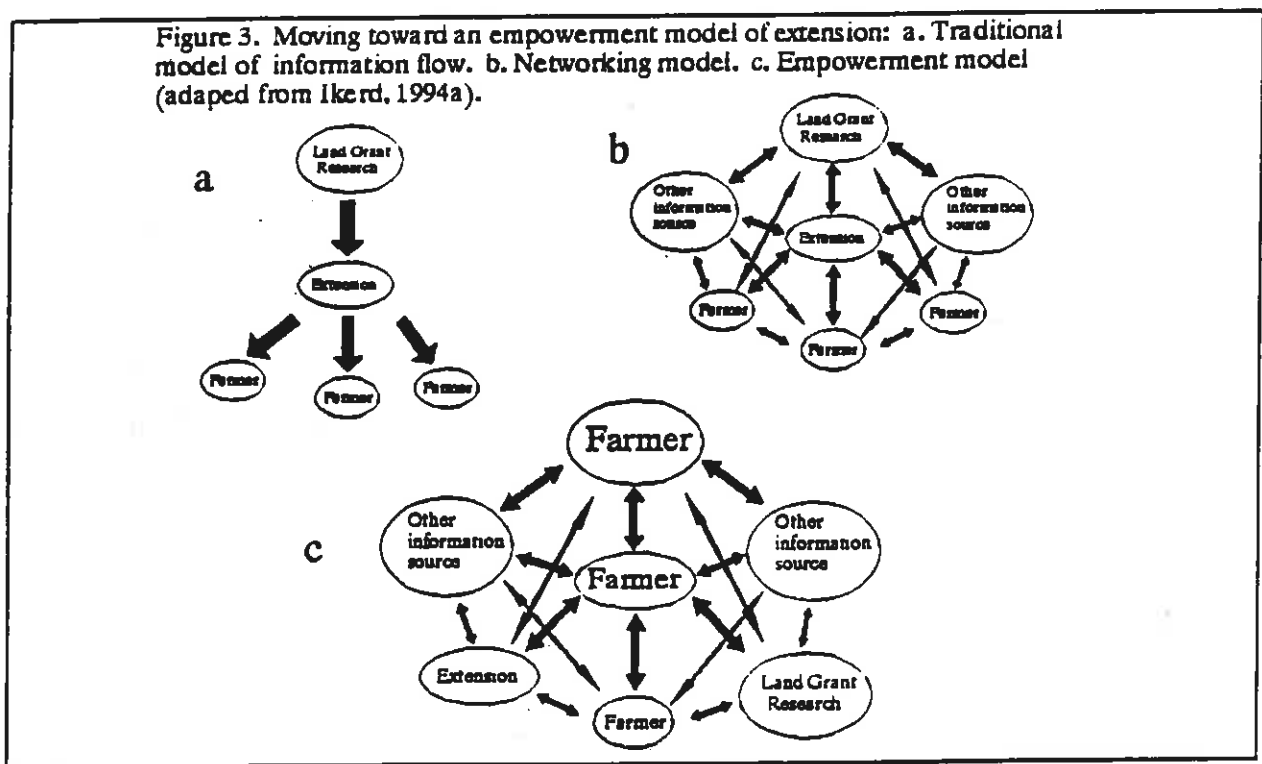 Figure 3. Moving toward an empowerment model of extension: a. Traditional
model of information flow. b. Networking model. c. Empowerment model
(adaped from Ikerd, 1994a).
a
Land Grant
Research
Extension
Farmer
Farmer
Farmer
b
Land Grant
Research
Other
information
source
Other
information
source
Extension
Farmer
Farmer
Farmer
c
Farmer
Other
information
source
Other
information
source
Farmer
Extension
Land Grant
Research
Farmer